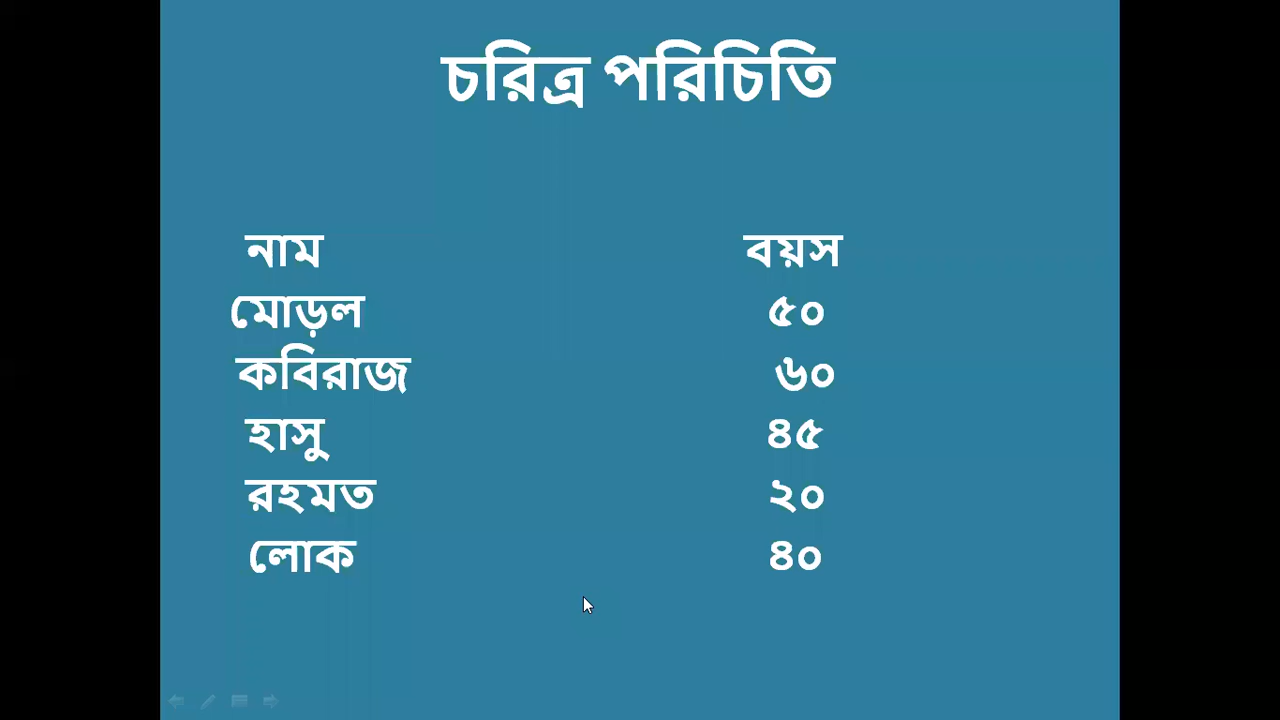 চরিত্র পরিচিতি
নাম বয়স
মোড়ল ৫০
কবিরাজ ৬০
হাসু ৪৫
রহমত ২০
লোক ৪০